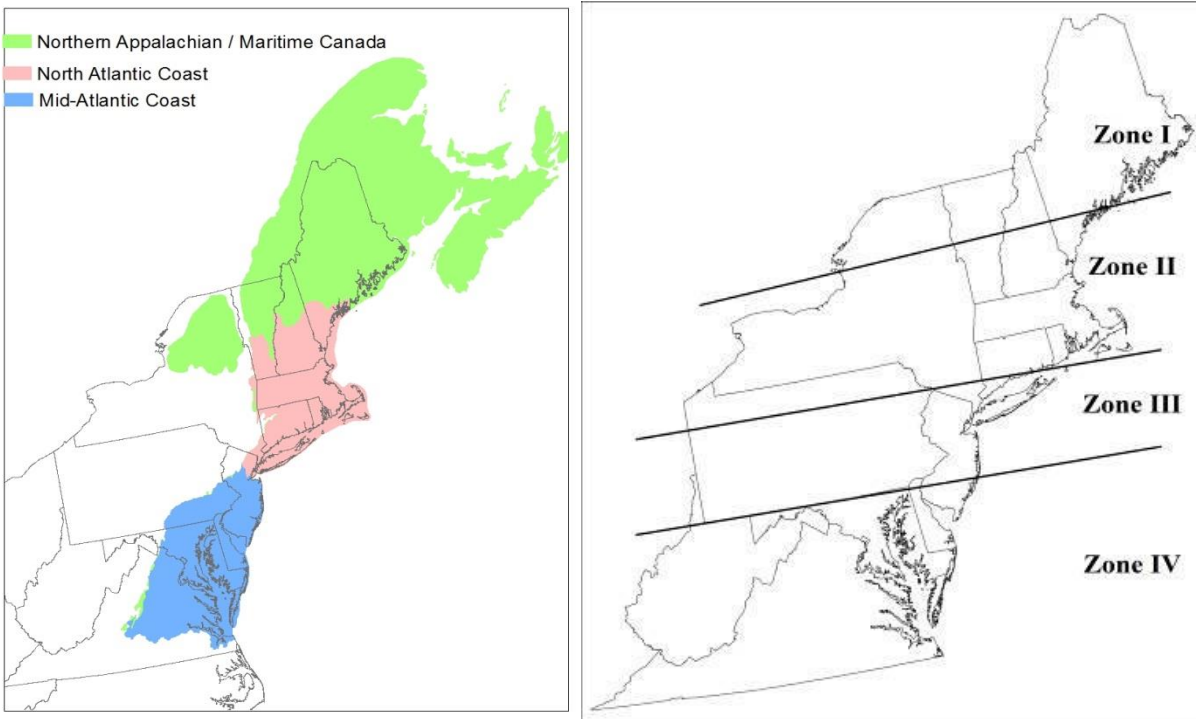 Northern Appalachian / Maritime Canada
North Atlantic Coast
Mid-Atlantic Coast
Zone I
Zone II
Zone III
Zone IV